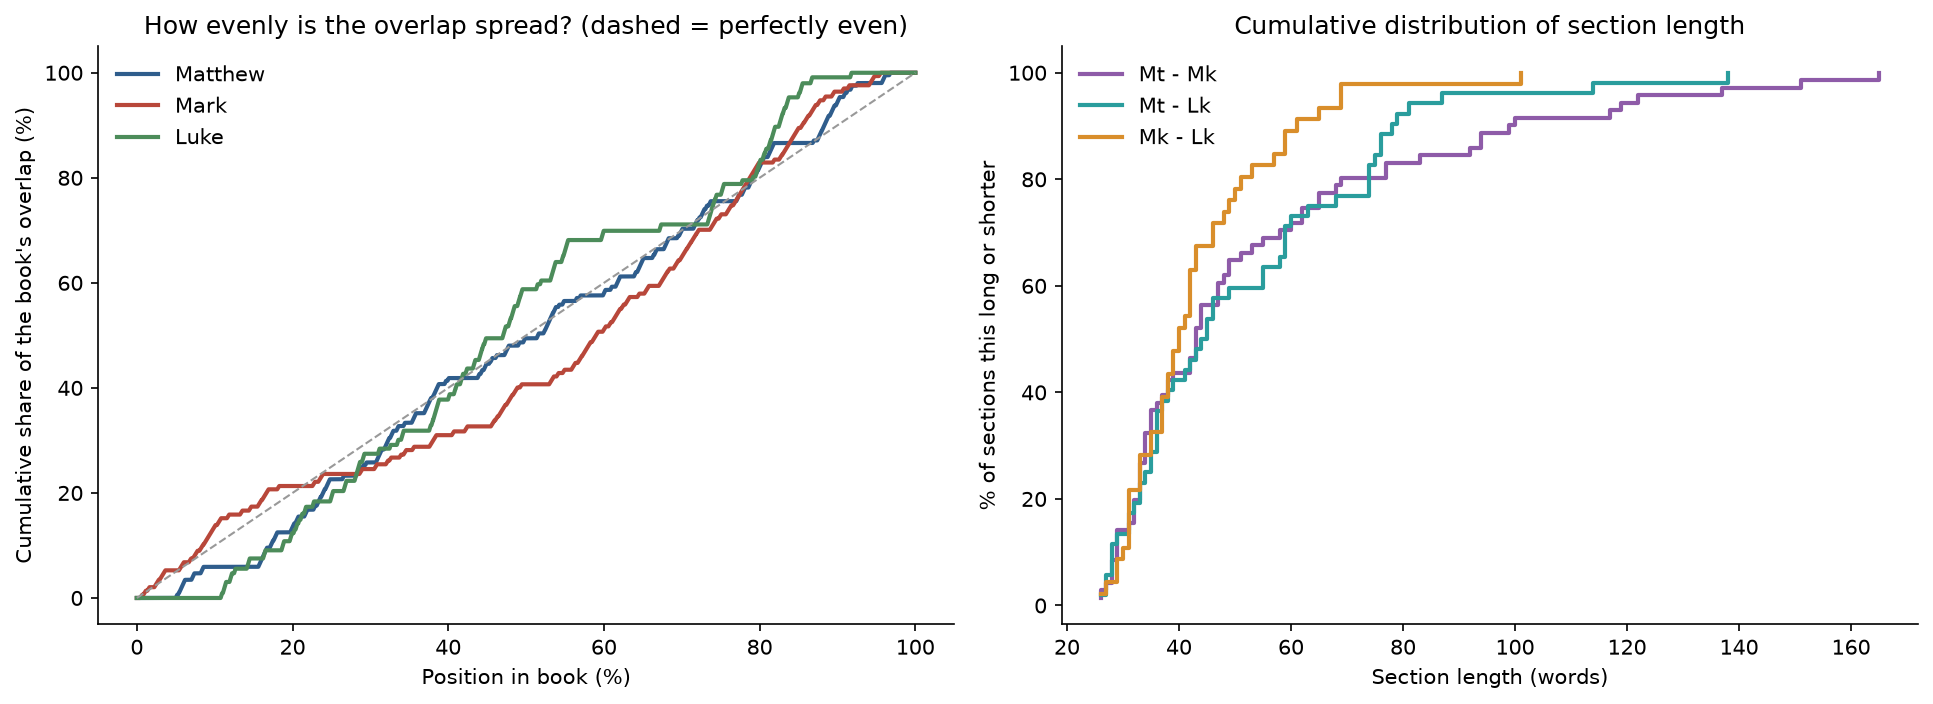 How evenly is the overlap spread? (dashed = perfectly even)
Cumulative share of the book's overlap (%)
100
80
60
40
20
0
Matthew
Mark
Luke
0 20 40 60 80 100
Position in book (%)
Cumulative distribution of section length
% of sections this long or shorter
100
80
60
40
20
0
Mt - Mk
Mt - Lk
Mk - Lk
20 40 60 80 100 120 140 160
Section length (words)